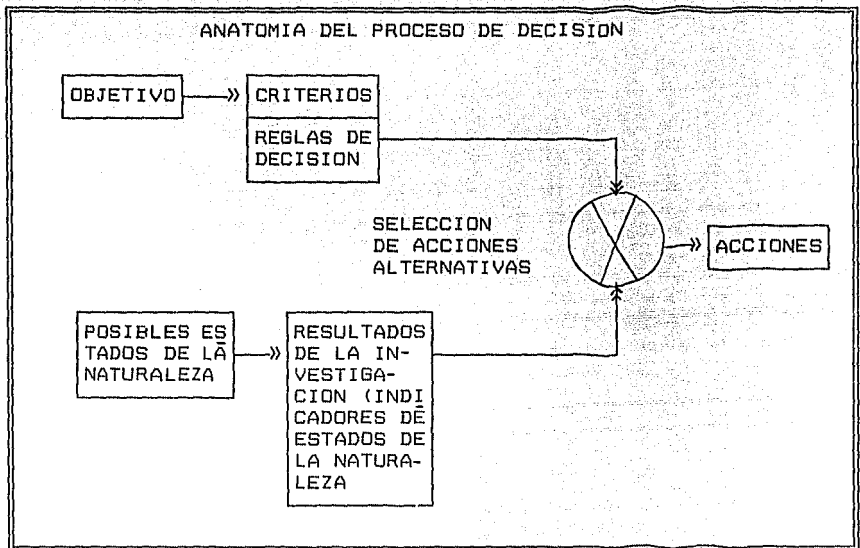 ANATOMIA DEL PROCESO DE DECISION
OBJETIVO
CRITERIOS
REGLAS DE
DECISION
SELECCION
DE ACCIONES
ALTERNATIVAS
ACCIONES
POSIBLES ES
TADOS DE LA
NATURALEZA
RESULTADOS
DE LA IN-
VESTIGA-
CION (INDI
CADORES DE
ESTADOS DE
LA NATURA-
LEZA